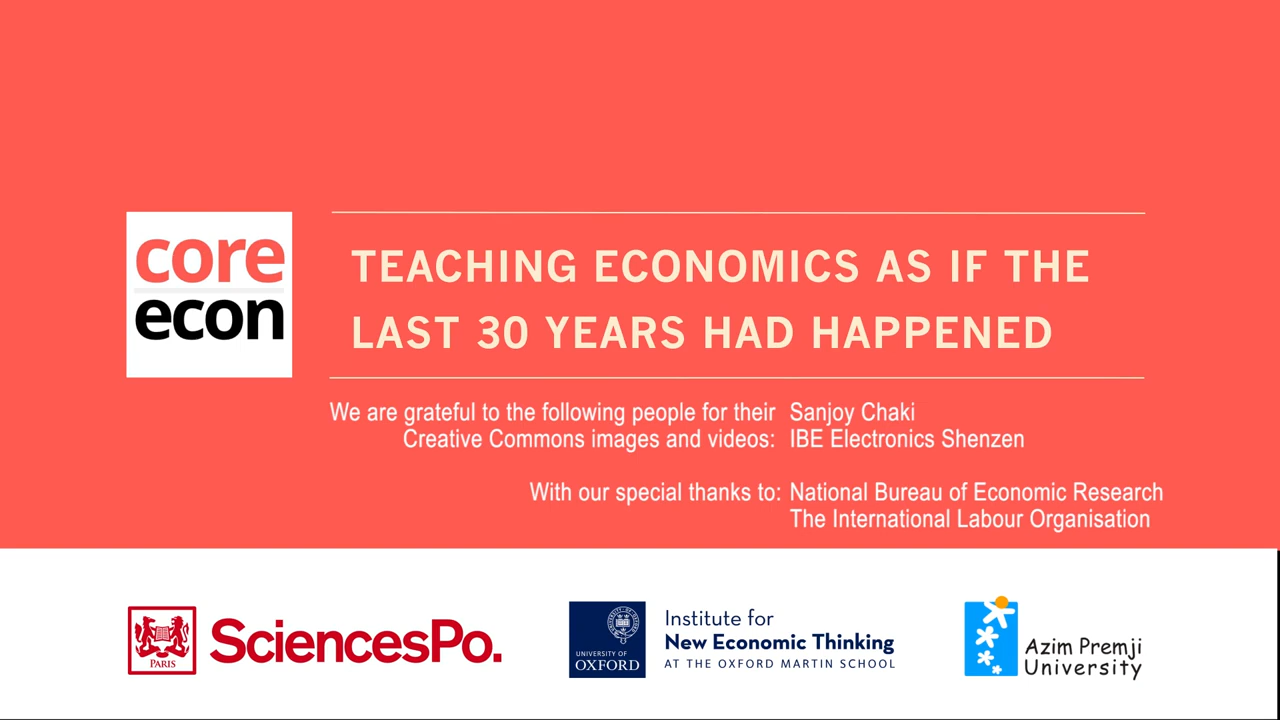 core
econ
TEACHING ECONOMICS AS IF THE
LAST 30 YEARS HAD HAPPENED
We are grateful to the following people for their Sanjoy Chaki
Creative Commons images and videos: IBE Electronics Shenzen
With our special thanks to: National Bureau of Economic Research
The International Labour Organisation
PARIS
SciencesPo.
UNIVERSITY OF
OXFORD
Institute for
New Economic Thinking
AT THE OXFORD MARTIN SCHOOL
Azim Premji
University